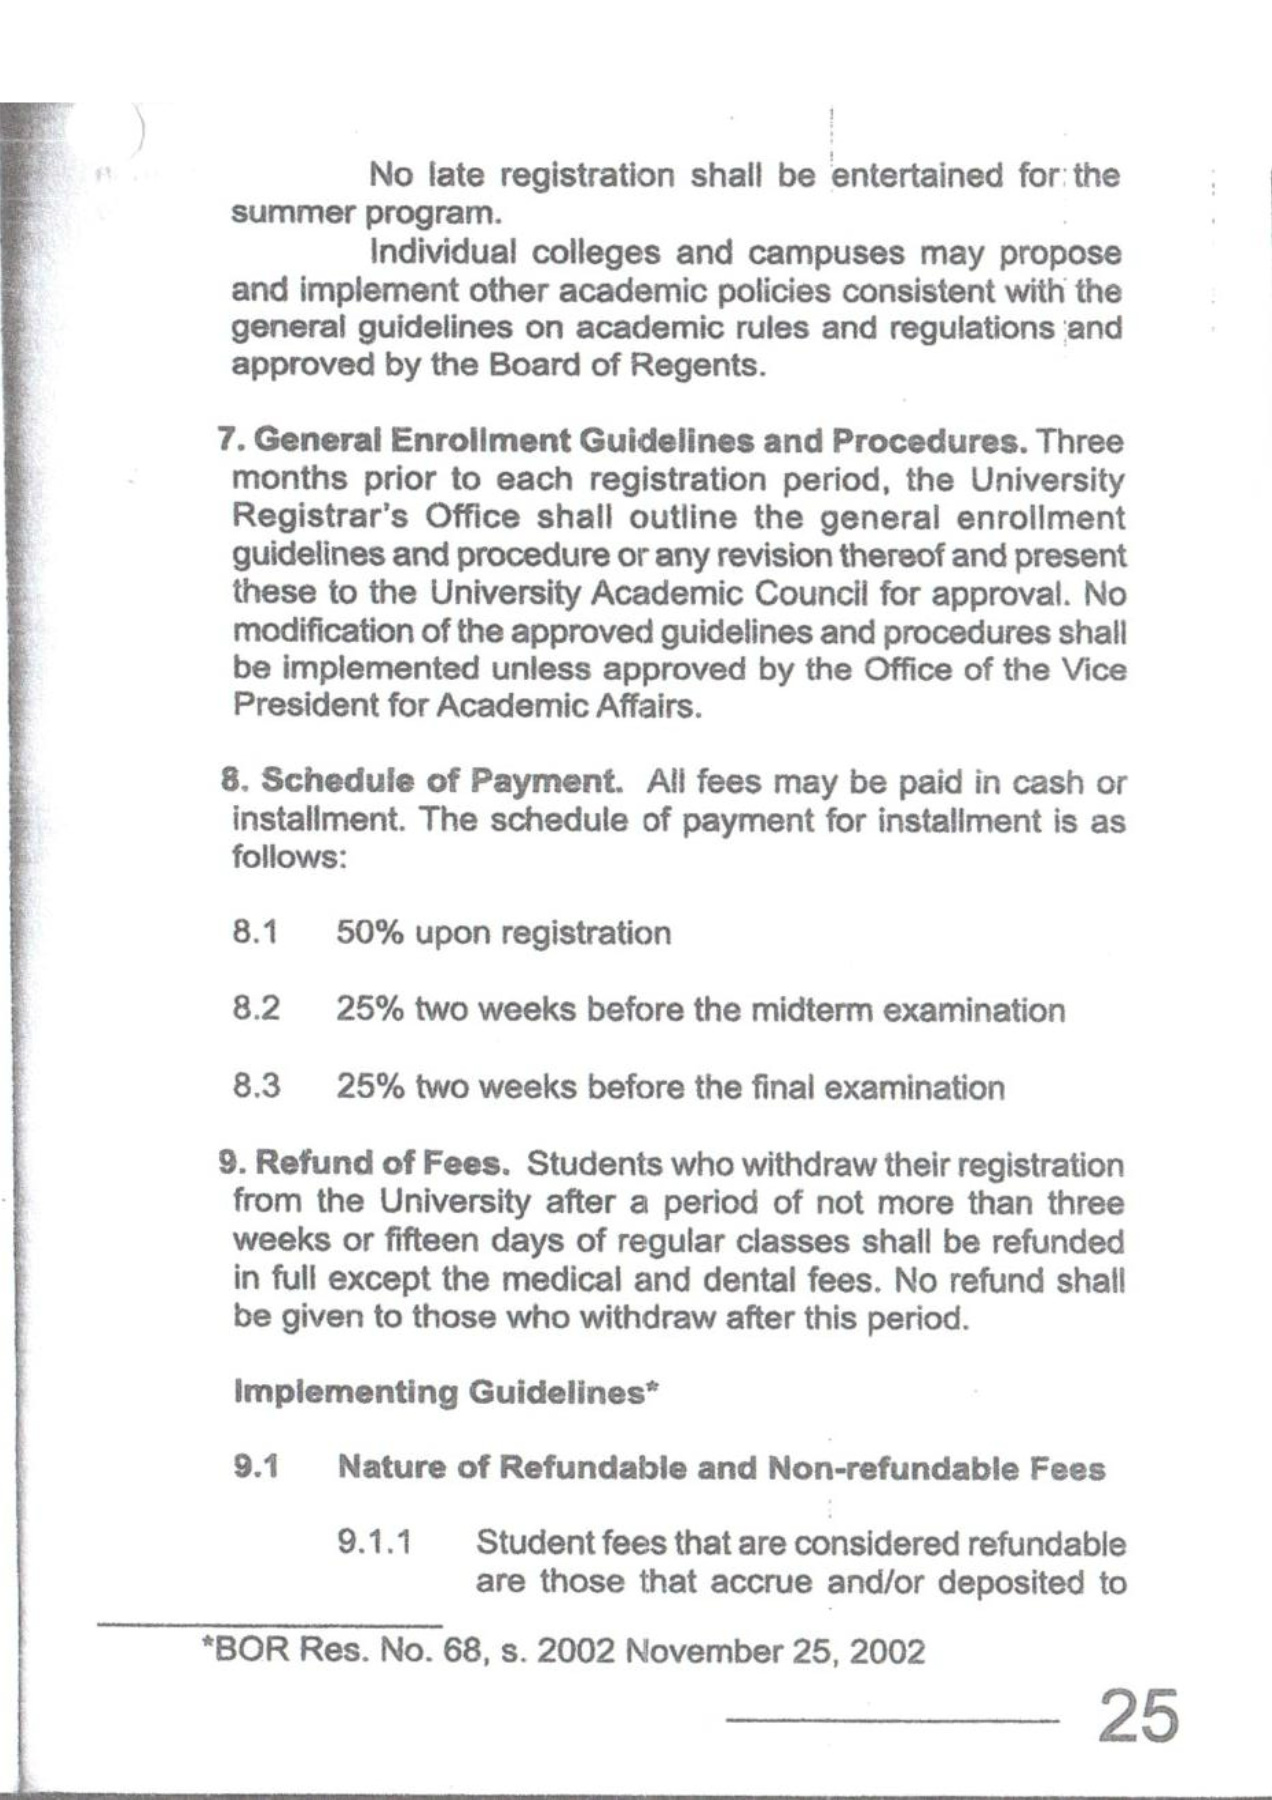 No late registration shall be entertained for the
summer program.
Individual colleges and campuses may propose
and implement other academic policies consistent with the
general guidelines on academic rules and regulations and
approved by the Board of Regents.
7. General Enrollment Guidelines and Procedures. Three
months prior to each registration period, the University
Registrar's Office shall outline the general enrollment
guidelines and procedure or any revision thereof and present
these to the University Academic Council for approval. No
modification of the approved guidelines and procedures shall
be implemented unless approved by the Office of the Vice
President for Academic Affairs.
8. Schedule of Payment. All fees may be paid in cash or
installment. The schedule of payment for installment is as
follows:
8.1 50% upon registration
8.2 25% two weeks before the midterm examination
8.3 25% two weeks before the final examination
9. Refund of Fees. Students who withdraw their registration
from the University after a period of not more than three
weeks or fifteen days of regular classes shall be refunded
in full except the medical and dental fees. No refund shall
be given to those who withdraw after this period.
Implementing Guidelines*
9.1 Nature of Refundable and Non-refundable Fees
9.1.1 Student fees that are considered refundable
are those that accrue and/or deposited to
*BOR Res. No. 68, s. 2002 November 25, 2002
25